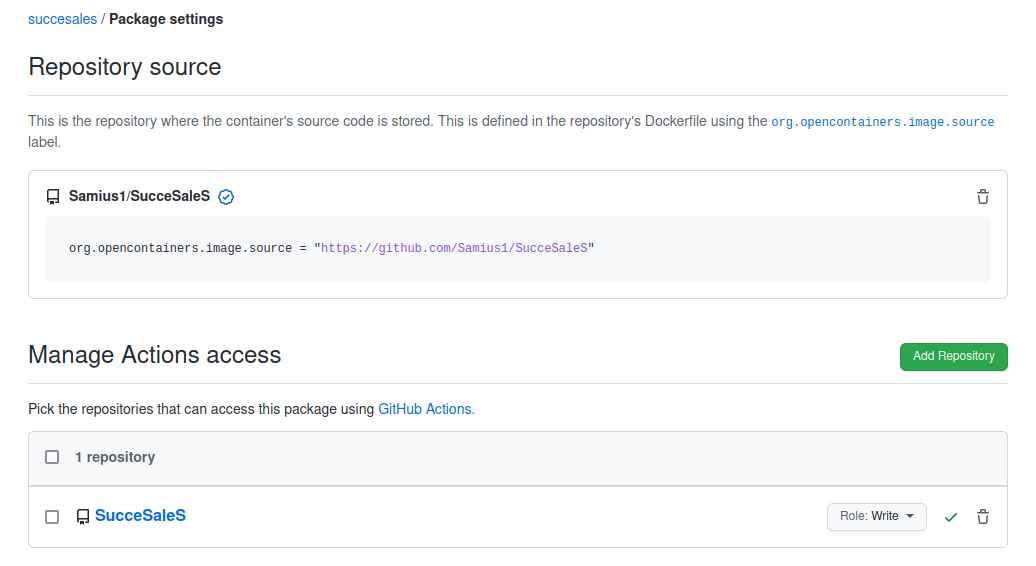 succesales / Package settings
Repository source
This is the repository where the container's source code is stored. This is defined in the repository's Dockerfile using the org.opencontainers.image.source
label.
Samius1/SucceSaleS
org.opencontainers.image.source = "https://github.com/Samius1/SucceSaleS"
Manage Actions access
Add Repository
Pick the repositories that can access this package using GitHub Actions.
1 repository
SucceSaleS
Role: Write